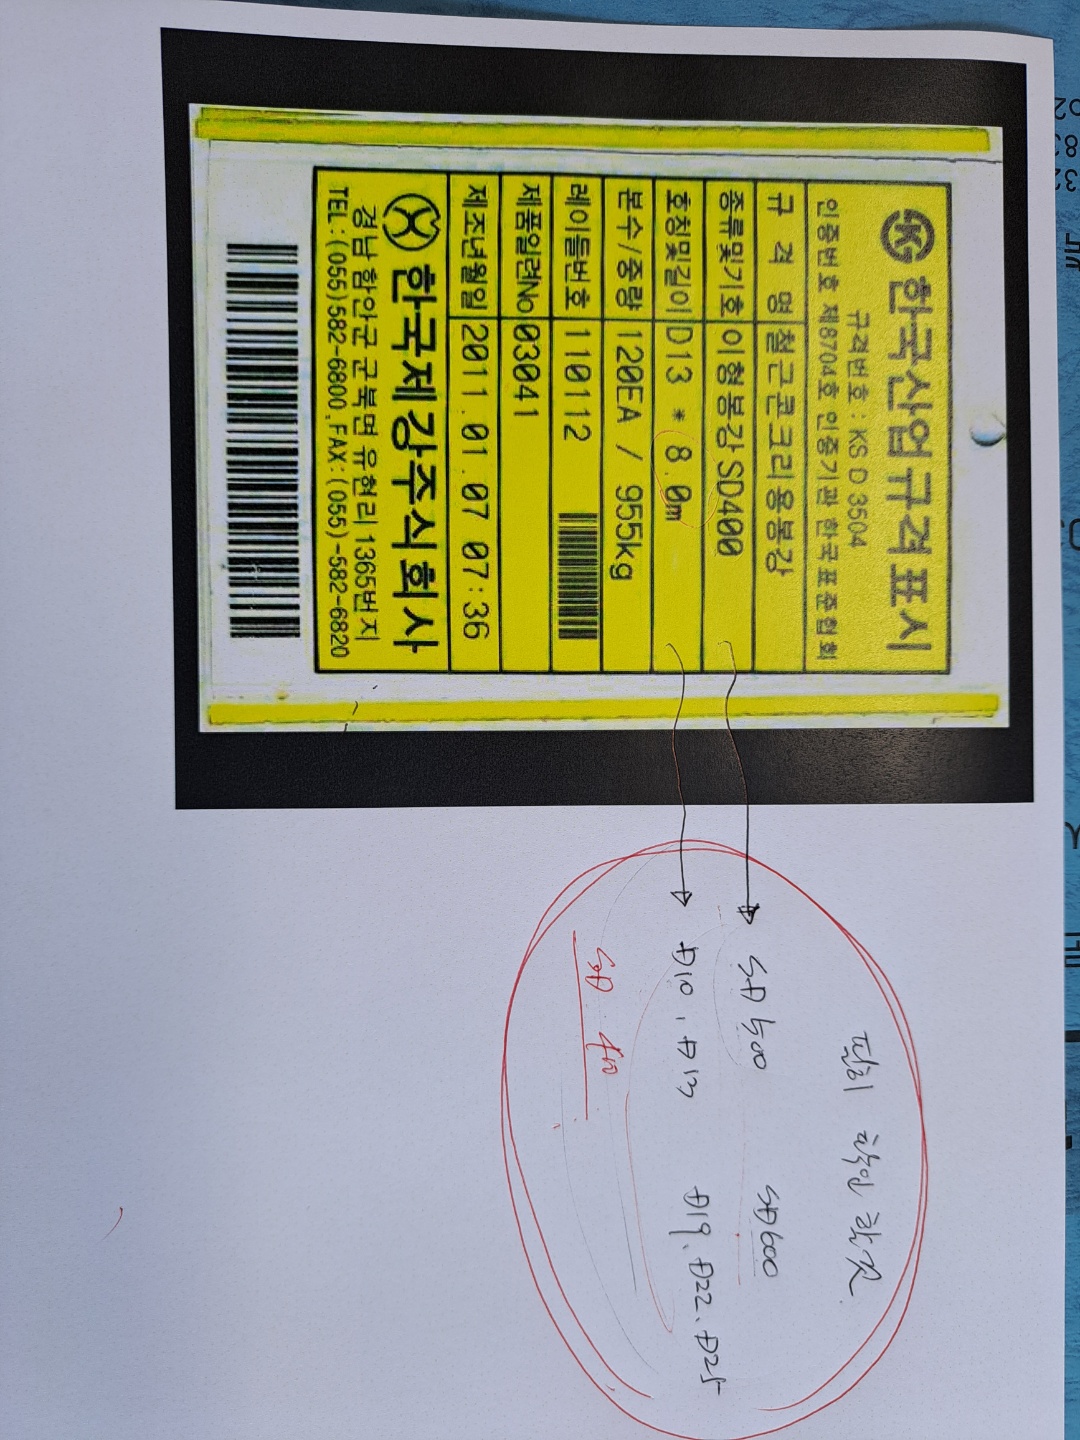 한국산업규격표시
규격번호 : KS D 3504
인증번호 제8704호 인증기관 한국표준협회
규 격 명 철근콘크리용봉강
종류및기호 이형봉강 SD400
호칭및길이 D13 * 8.0m
본수/중량 120EA / 955kg
레이들번호 110112
제품일련No 03041
제조년월일 2011.01.07 07:36
한국제강주식회사
경남 함안군 군북면 유현리 1365번지
TEL:(055)582-6800,FAX:(055)-582-6820
확인 할 것
SD 500 SD600
D10, D13 D19, D22, D25
SD 400